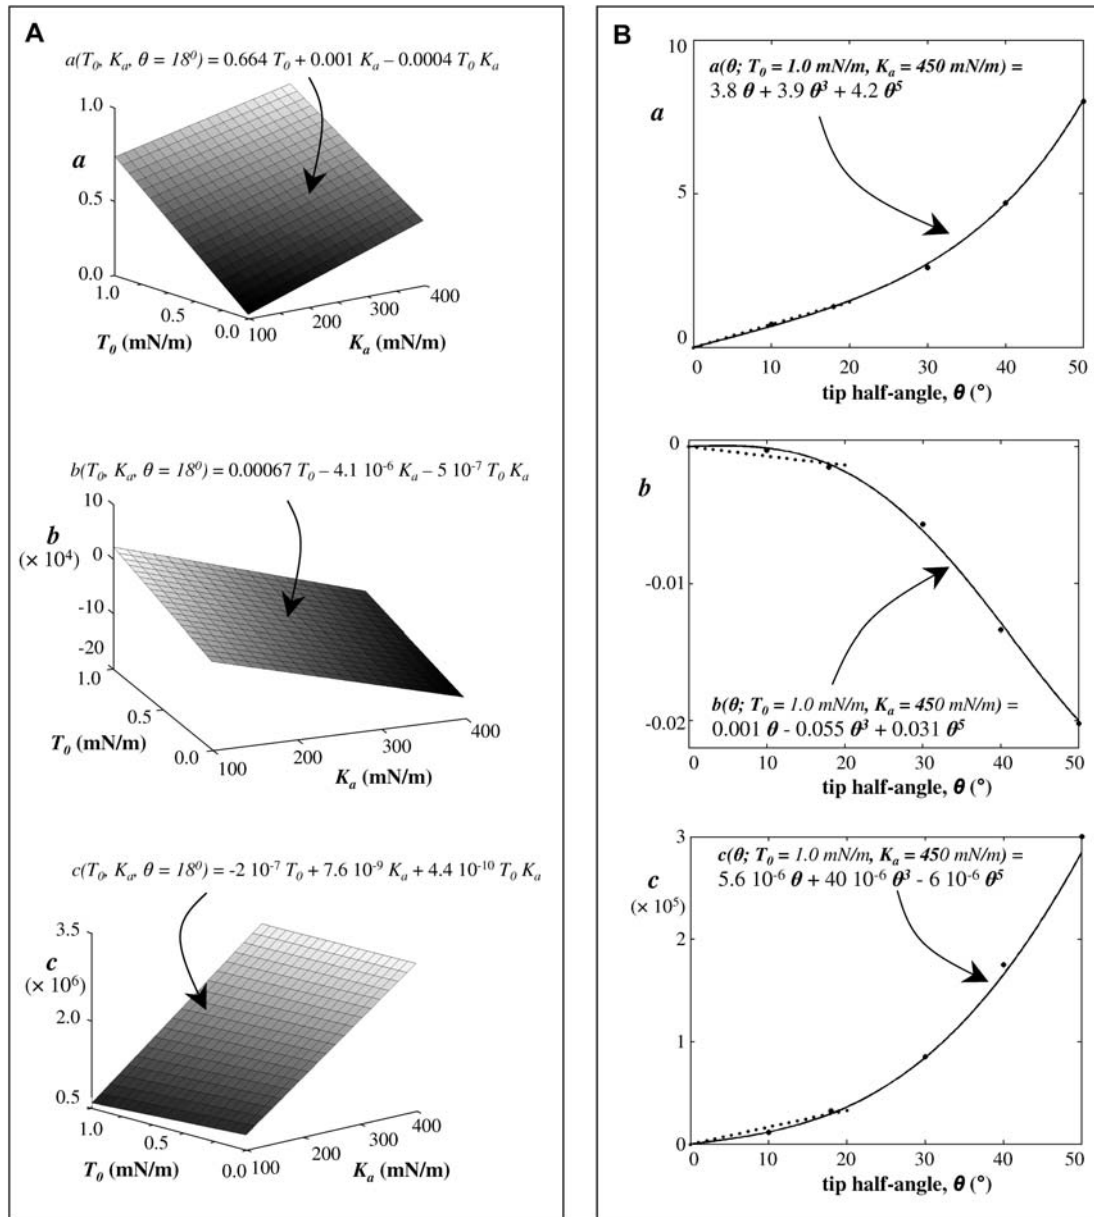 A
a(T₀, Kₐ, θ = 18⁰) = 0.664 T₀ + 0.001 Kₐ – 0.0004 T₀ Kₐ
1.0
a
0.5
0.0
1.0
0.5
0.0
100
200
300
400
T₀ (mN/m)
Kₐ (mN/m)
b(T₀, Kₐ, θ = 18⁰) = 0.00067 T₀ – 4.1 10⁻⁶ Kₐ – 5 10⁻⁷ T₀ Kₐ
10
b
(× 10⁴)
0
-10
-20
1.0
0.5
0.0
100
200
300
400
T₀ (mN/m)
Kₐ (mN/m)
c(T₀, Kₐ, θ = 18⁰) = -2 10⁻⁷ T₀ + 7.6 10⁻⁹ Kₐ + 4.4 10⁻¹⁰ T₀ Kₐ
3.5
c
(× 10⁶)
2.0
0.5
1.0
0.5
0.0
100
200
300
400
T₀ (mN/m)
Kₐ (mN/m)
B
10
a(θ; T₀ = 1.0 mN/m, Kₐ = 450 mN/m) =
3.8 θ + 3.9 θ³ + 4.2 θ⁵
a
5
0
0 10 20 30 40 50
tip half-angle, θ (°)
0
b
-0.01
b(θ; T₀ = 1.0 mN/m, Kₐ = 450 mN/m) =
0.001 θ - 0.055 θ³ + 0.031 θ⁵
-0.02
0 10 20 30 40 50
tip half-angle, θ (°)
3
c(θ; T₀ = 1.0 mN/m, Kₐ = 450 mN/m) =
5.6 10⁻⁶ θ + 40 10⁻⁶ θ³ - 6 10⁻⁶ θ⁵
c
(× 10⁵)
2
1
0
0 10 20 30 40 50
tip half-angle, θ (°)